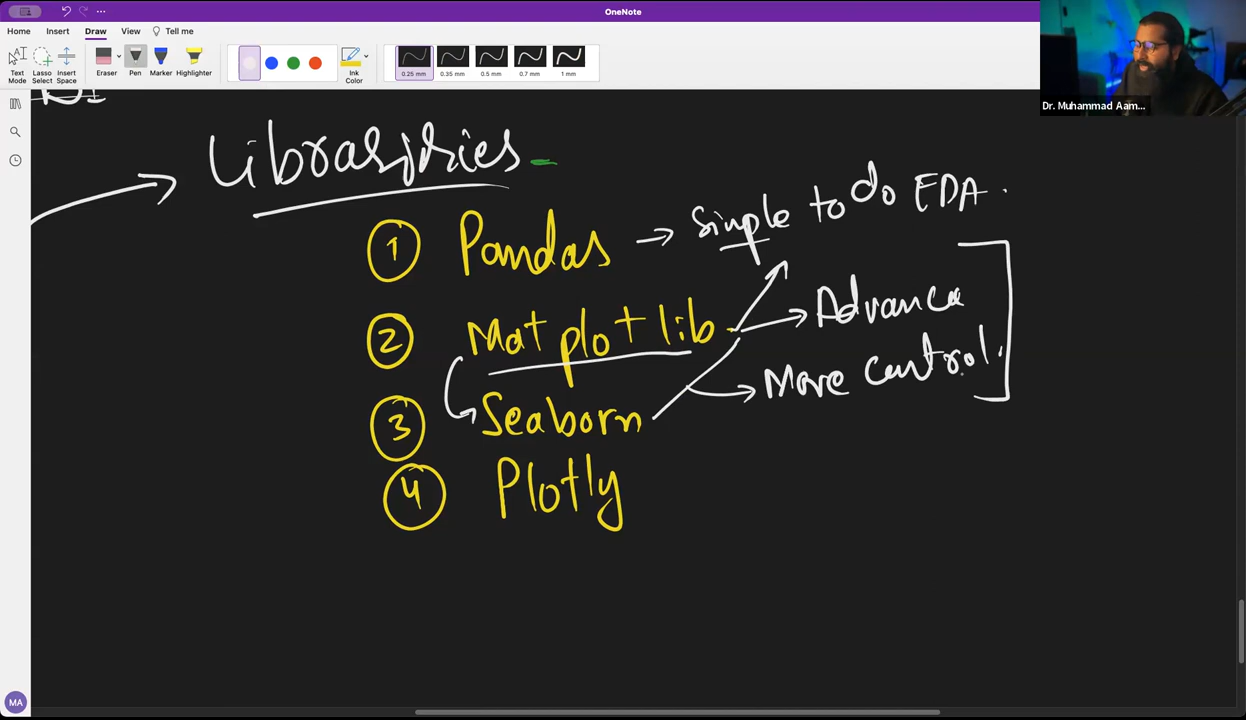 OneNote
Home Insert Draw View Tell me
Text Mode Lasso Select Insert Space Eraser Pen Marker Highlighter Ink Color 0.25 mm 0.35 mm 0.5 mm 0.7 mm 1 mm
Dr. Muhammad Aam...
1 Pandas → Simple to do EDA.
2 Matplotlib → Advance
More control.
3 Seaborn
4 Plotly
MA